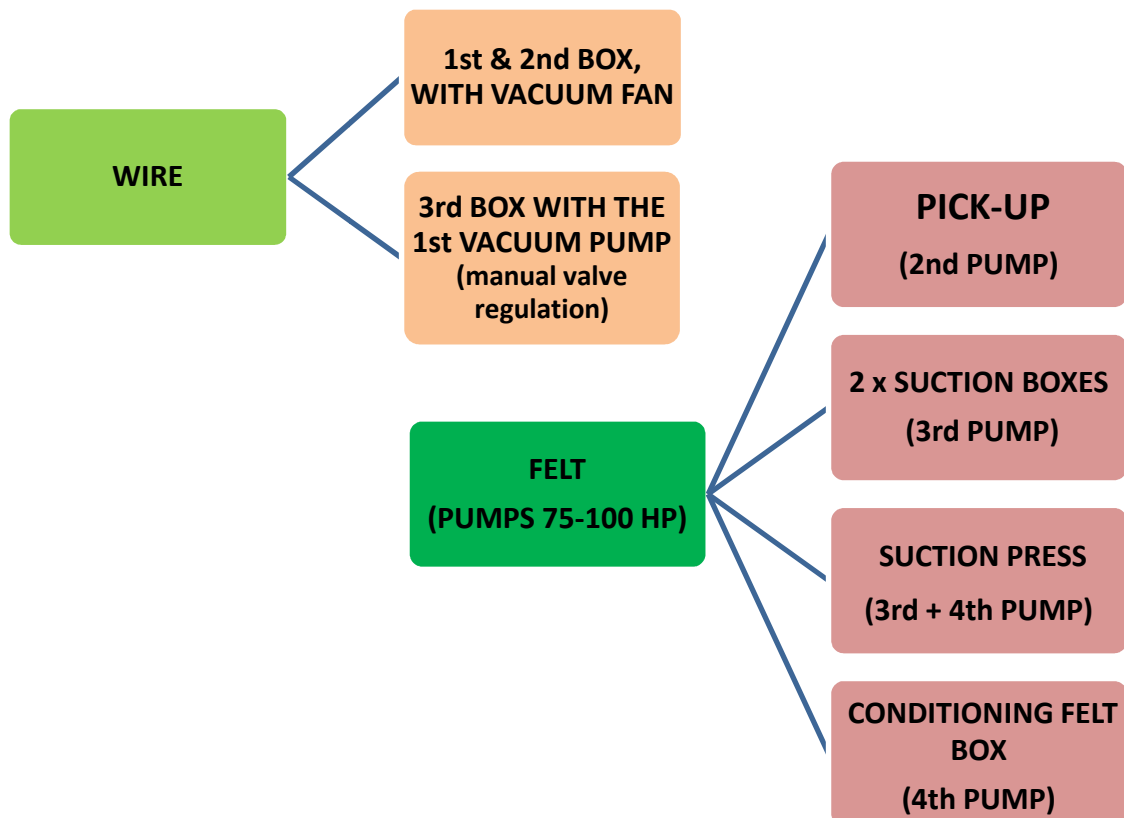 WIRE
1st & 2nd BOX,
WITH VACUUM FAN
3rd BOX WITH THE
1st VACUUM PUMP
(manual valve
regulation)
FELT
(PUMPS 75-100 HP)
PICK-UP
(2nd PUMP)
2 x SUCTION BOXES
(3rd PUMP)
SUCTION PRESS
(3rd + 4th PUMP)
CONDITIONING FELT
BOX
(4th PUMP)